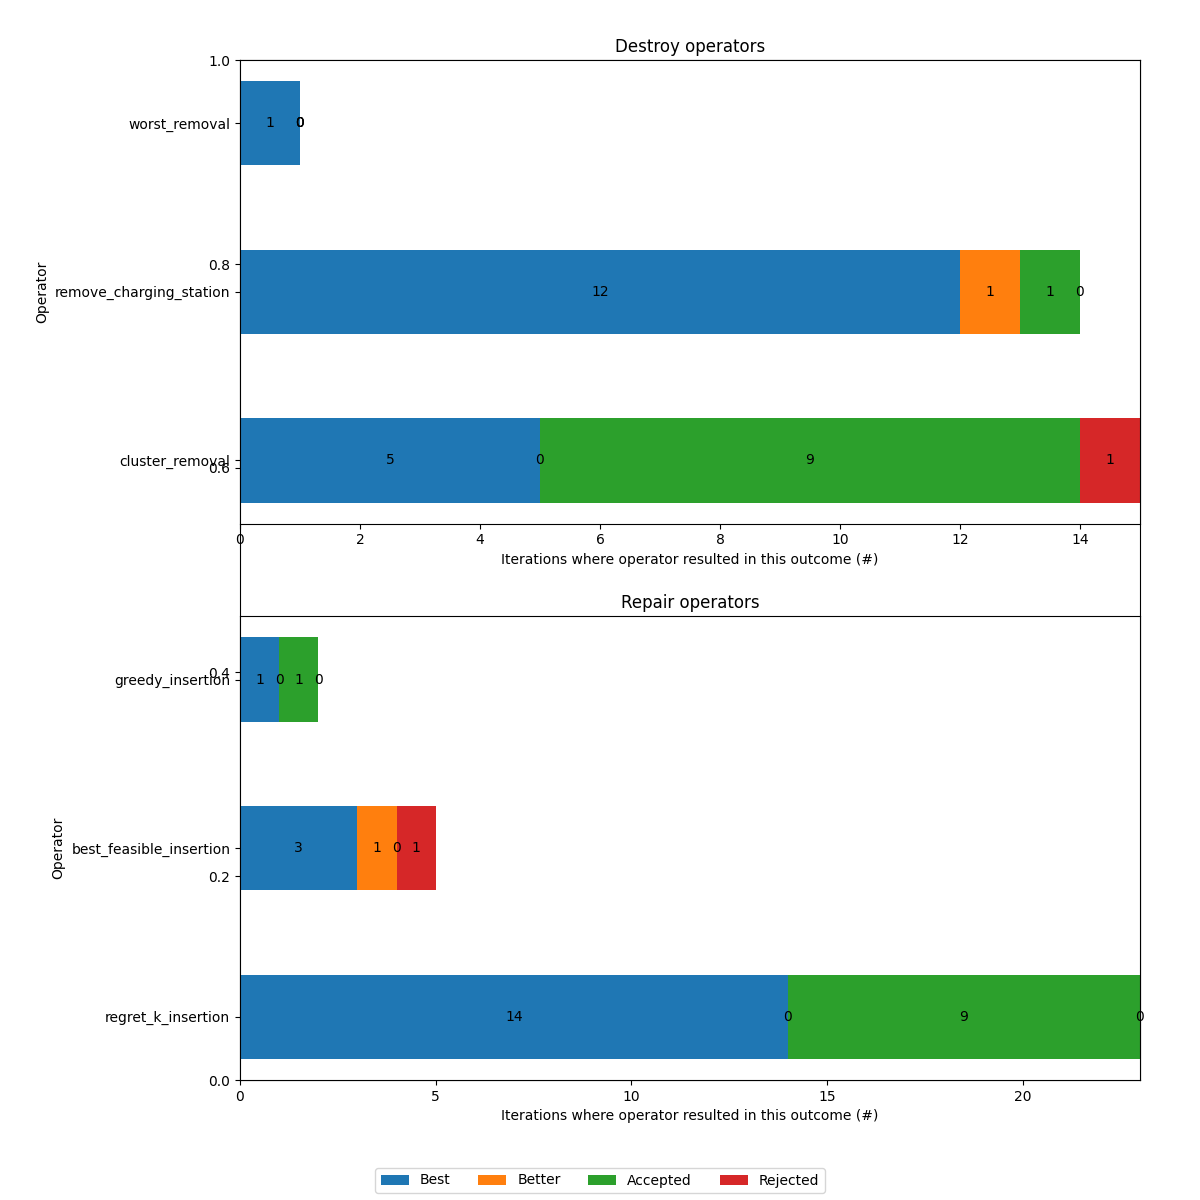 Destroy operators
1.0
worst_removal 1 0
0.8
Operator
remove_charging_station 12 1 1 0
cluster_removal 5 0 9 1
0.6
0 2 4 6 8 10 12 14
Iterations where operator resulted in this outcome (#)
Repair operators
0.4
greedy_insertion 1 0 1 0
Operator
best_feasible_insertion 3 1 0 1
0.2
regret_k_insertion 14 0 9 0
0.0
0 5 10 15 20
Iterations where operator resulted in this outcome (#)
Best Better Accepted Rejected